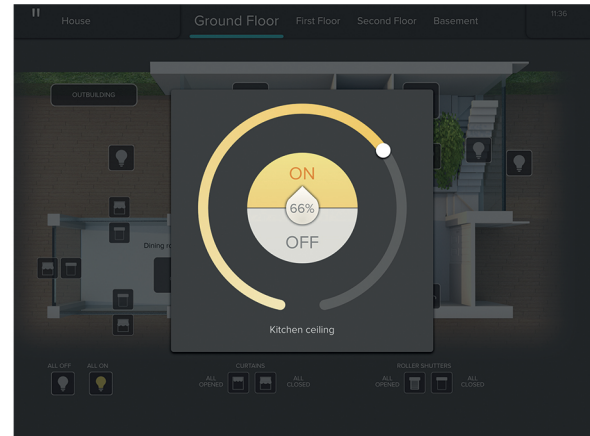 House
Ground Floor
First Floor
Second Floor
Basement
11:36
OUTBUILDING
ON
66%
OFF
Dining
Kitchen ceiling
ALL OFF
ALL ON
CURTAINS
ALL OPENED
ALL CLOSED
ROLLER SHUTTERS
ALL OPENED
ALL CLOSED